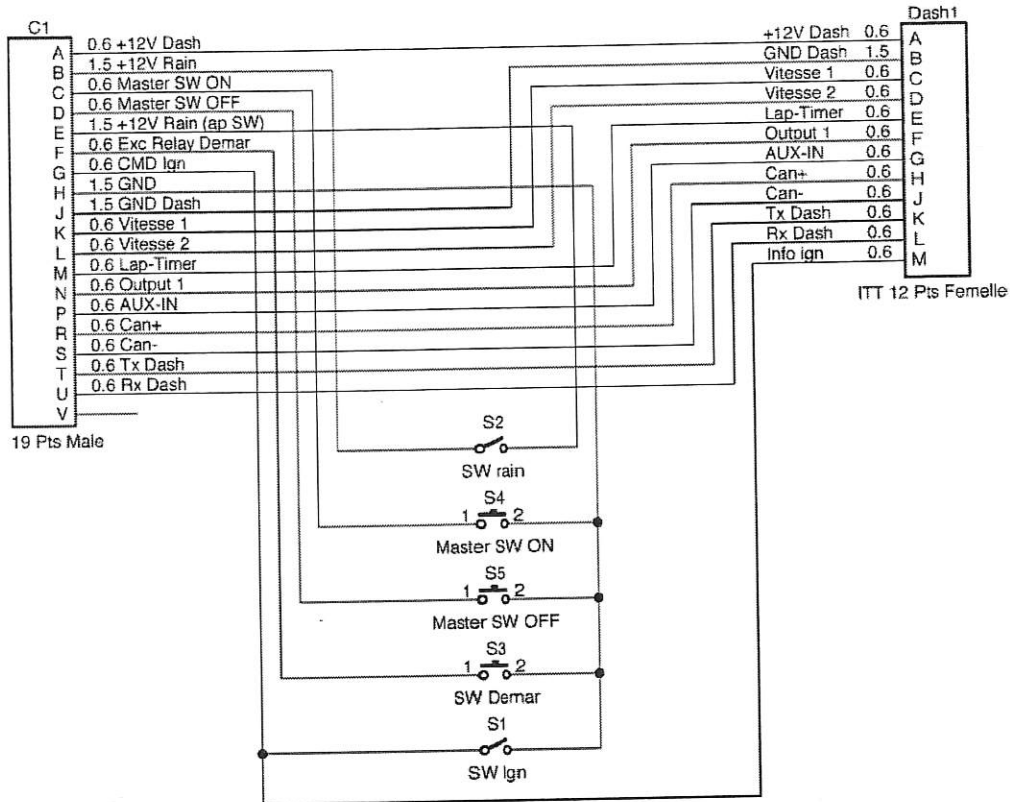 C1
A 0.6 +12V Dash
B 1.5 +12V Rain
C 0.6 Master SW ON
D 0.6 Master SW OFF
E 1.5 +12V Rain (ap SW)
F 0.6 Exc Relay Demar
G 0.6 CMD Ign
H 1.5 GND
J 1.5 GND Dash
K 0.6 Vitesse 1
L 0.6 Vitesse 2
M 0.6 Lap-Timer
N 0.6 Output 1
P 0.6 AUX-IN
R 0.6 Can+
S 0.6 Can-
T 0.6 Tx Dash
U 0.6 Rx Dash
V
19 Pts Male
Dash1
+12V Dash 0.6 A
GND Dash 1.5 B
Vitesse 1 0.6 C
Vitesse 2 0.6 D
Lap-Timer 0.6 E
Output 1 0.6 F
AUX-IN 0.6 G
Can+ 0.6 H
Can- 0.6 J
Tx Dash 0.6 K
Rx Dash 0.6 L
Info ign 0.6 M
ITT 12 Pts Femelle
S2
SW rain
S4
1 2
Master SW ON
S5
1 2
Master SW OFF
S3
1 2
SW Demar
S1
SW Ign